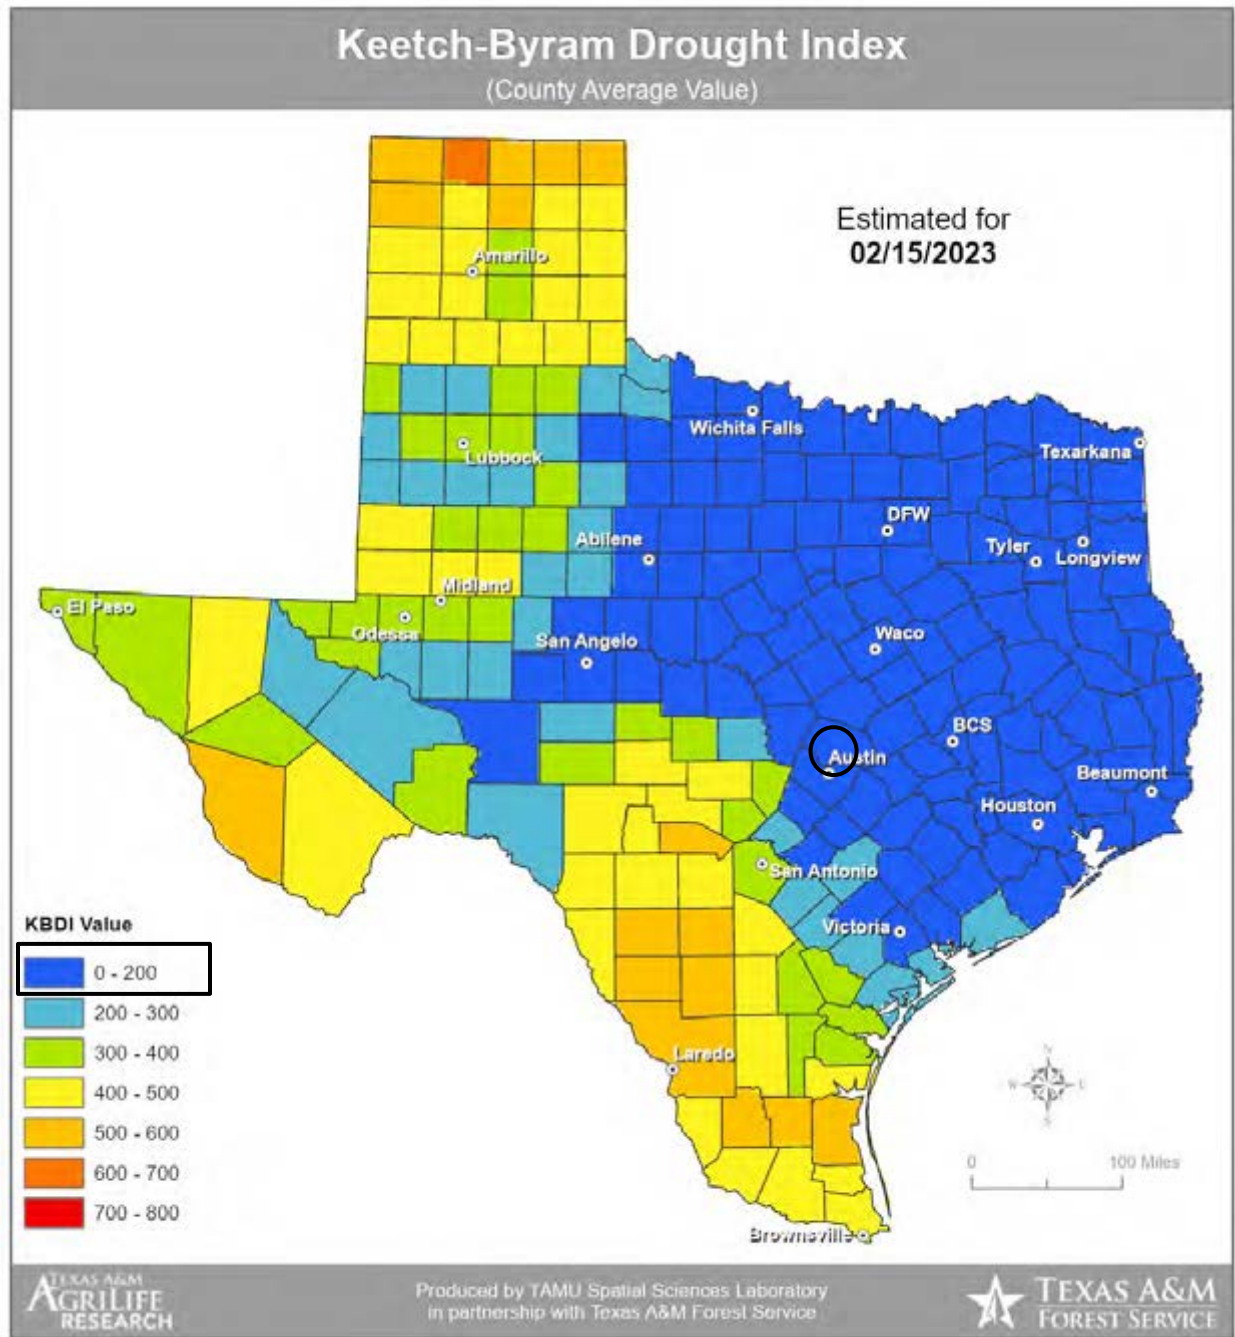 Keetch-Byram Drought Index
(County Average Value)
Estimated for
02/15/2023
Amarillo
Wichita Falls
Texarkana
Lubbock
DFW
Abilene
Tyler
Longview
Midland
El Paso
Odessa
San Angelo
Waco
BCS
Austin
Beaumont
Houston
San Antonio
Victoria
KBDI Value
0 - 200
200 - 300
300 - 400
400 - 500
500 - 600
600 - 700
700 - 800
Laredo
N
W
E
S
0
100 Miles
Brownsville
TEXAS A&M
AGRILIFE
RESEARCH
Produced by TAMU Spatial Sciences Laboratory
in partnership with Texas A&M Forest Service
TEXAS A&M
FOREST SERVICE